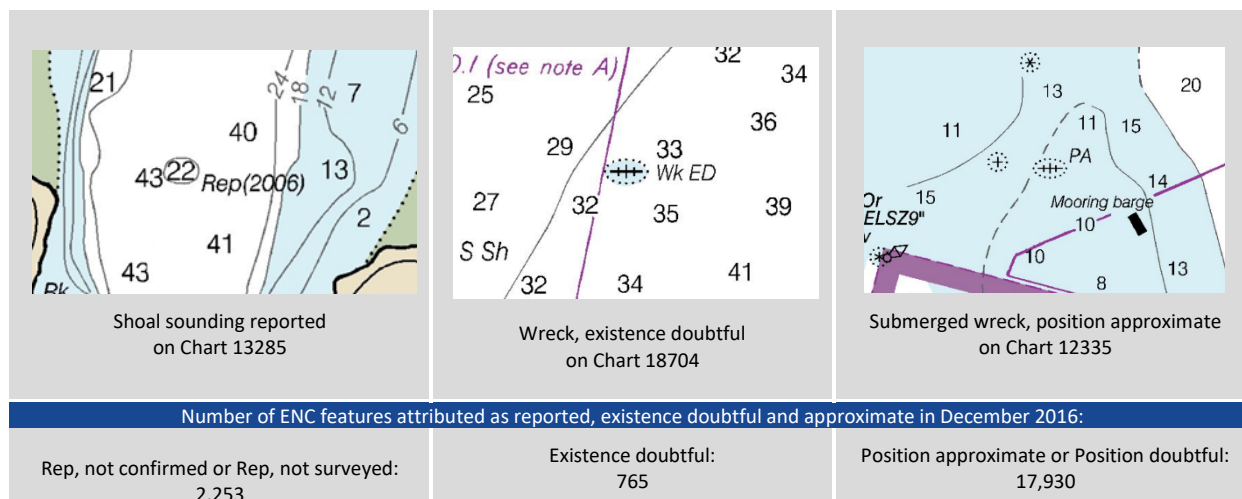 21
24
18
12
7
6
40
43
22
Rep(2006)
13
2
41
43
Rk
O.I (see note A)
32
34
25
36
29
33
Wk ED
27
32
35
39
S Sh
32
34
41
13
20
11
11
15
PA
15
14
Or
ELSZ9"
Mooring barge
10
10
13
8
Shoal sounding reported
on Chart 13285
Wreck, existence doubtful
on Chart 18704
Submerged wreck, position approximate
on Chart 12335
Number of ENC features attributed as reported, existence doubtful and approximate in December 2016:
Rep, not confirmed or Rep, not surveyed:
2,253
Existence doubtful:
765
Position approximate or Position doubtful:
17,930